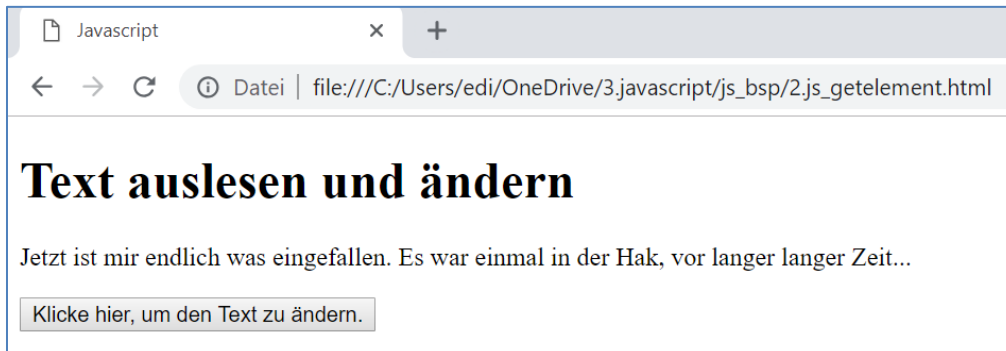 Javascript
Datei | file:///C:/Users/edi/OneDrive/3.javascript/js_bsp/2.js_getelement.html
Text auslesen und ändern
Jetzt ist mir endlich was eingefallen. Es war einmal in der Hak, vor langer langer Zeit...
Klicke hier, um den Text zu ändern.